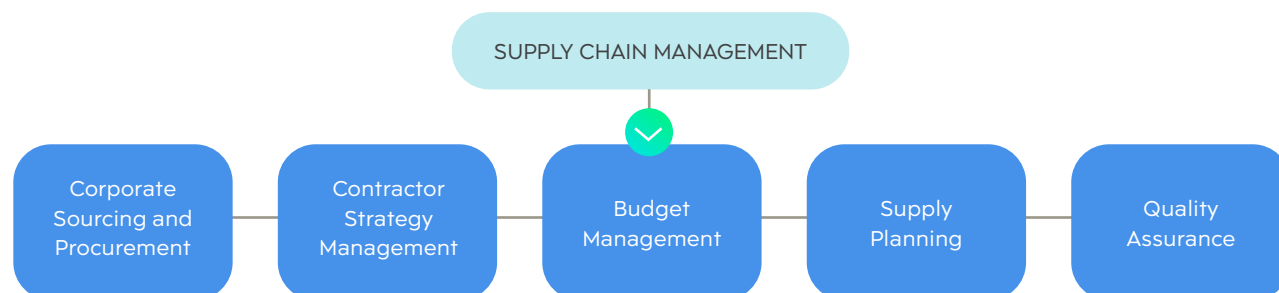 SUPPLY CHAIN MANAGEMENT
Corporate
Sourcing and
Procurement
Contractor
Strategy
Management
Budget
Management
Supply
Planning
Quality
Assurance